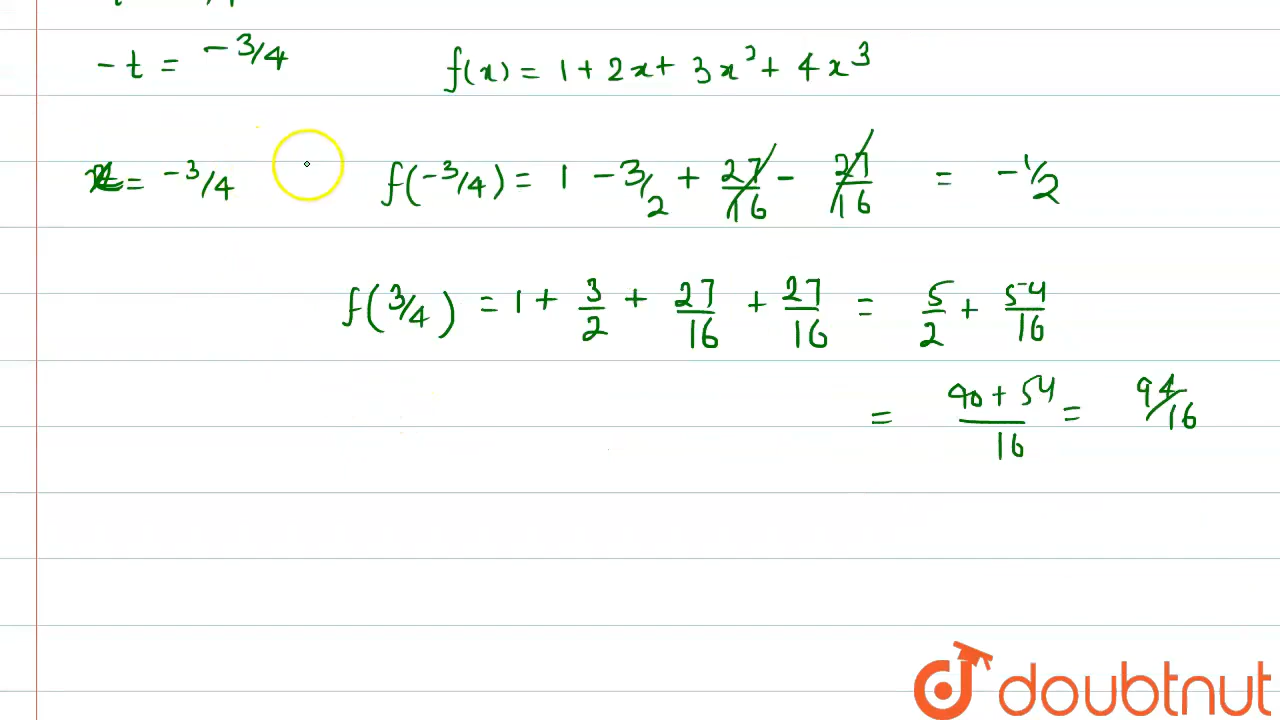 - t = - 3/4
f(x) = 1 + 2x + 3x² + 4x³
x = -3/4
f(-3/4) = 1 - 3/2 + 27/16 - 27/16 = -1/2
f(3/4) = 1 + 3/2 + 27/16 + 27/16 = 5/2 + 54/16
= 40 + 54/16 = 94/16
doubtnut